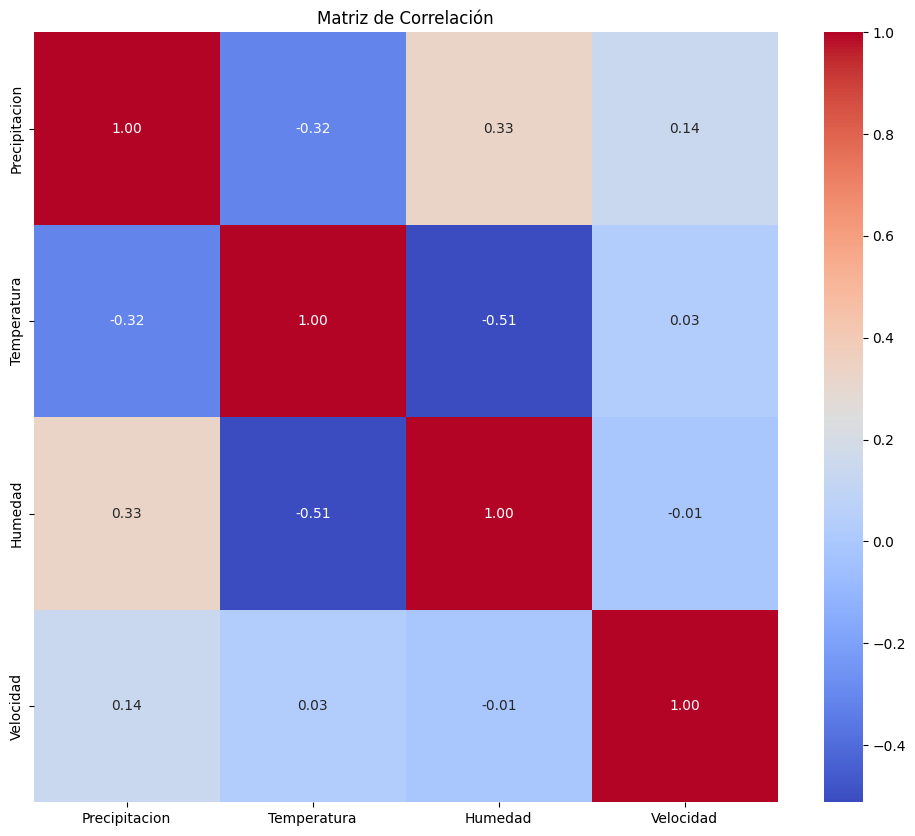 Matriz de Correlación
Precipitacion
1.00
-0.32
0.33
0.14
Temperatura
-0.32
1.00
-0.51
0.03
Humedad
0.33
-0.51
1.00
-0.01
Velocidad
0.14
0.03
-0.01
1.00
Precipitacion
Temperatura
Humedad
Velocidad
1.0
0.8
0.6
0.4
0.2
0.0
−0.2
−0.4